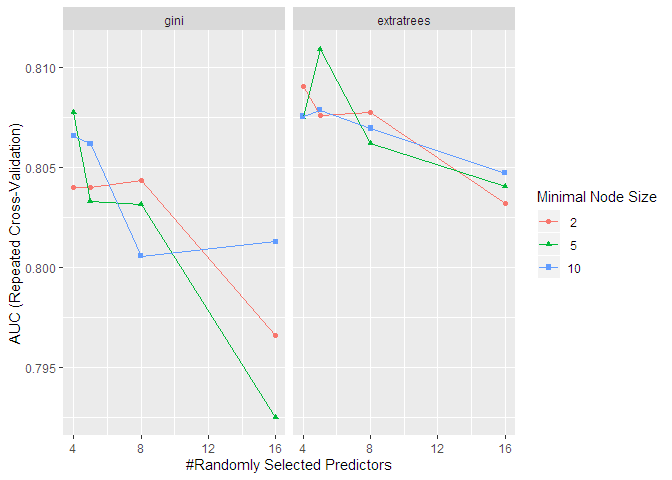 gini extratrees
AUC (Repeated Cross-Validation)
0.810
0.805
0.800
0.795
4 8 12 16 4 8 12 16
#Randomly Selected Predictors
Minimal Node Size
2
5
10